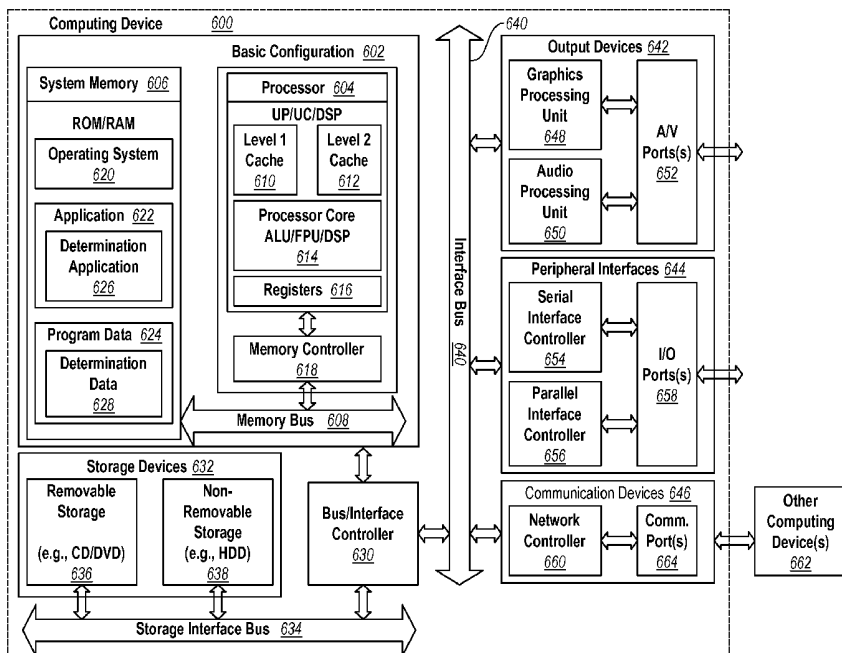 Computing Device 600
Basic Configuration 602
System Memory 606
ROM/RAM
Operating System
620
Application 622
Determination
Application
626
Program Data 624
Determination
Data
628
Processor 604
UP/UC/DSP
Level 1
Cache
610
Level 2
Cache
612
Processor Core
ALU/FPU/DSP
614
Registers 616
Memory Controller
618
Memory Bus 608
Storage Devices 632
Removable
Storage
(e.g., CD/DVD)
636
Non-
Removable
Storage
(e.g., HDD)
638
Bus/Interface
Controller
630
Storage Interface Bus 634
640
Interface Bus 640
Output Devices 642
Graphics
Processing
Unit
648
Audio
Processing
Unit
650
A/V
Ports(s)
652
Peripheral Interfaces 644
Serial
Interface
Controller
654
Parallel
Interface
Controller
656
I/O
Ports(s)
658
Communication Devices 646
Network
Controller
660
Comm.
Port(s)
664
Other
Computing
Device(s)
662